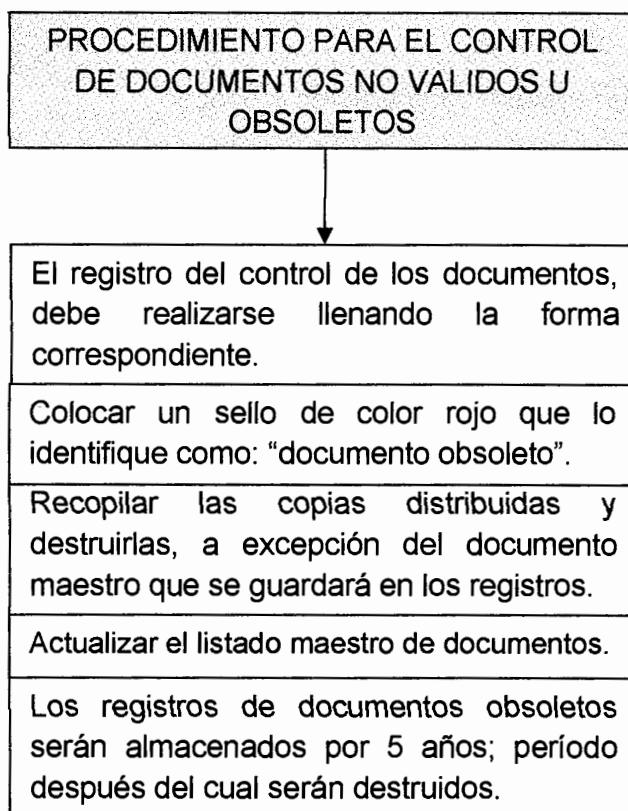 PROCEDIMIENTO PARA EL CONTROL
DE DOCUMENTOS NO VALIDOS U
OBSOLETOS
El registro del control de los documentos,
debe realizarse llenando la forma
correspondiente.
Colocar un sello de color rojo que lo
identifique como: “documento obsoleto”.
Recopilar las copias distribuidas y
destruirlas, a excepción del documento
maestro que se guardará en los registros.
Actualizar el listado maestro de documentos.
Los registros de documentos obsoletos
serán almacenados por 5 años; período
después del cual serán destruidos.